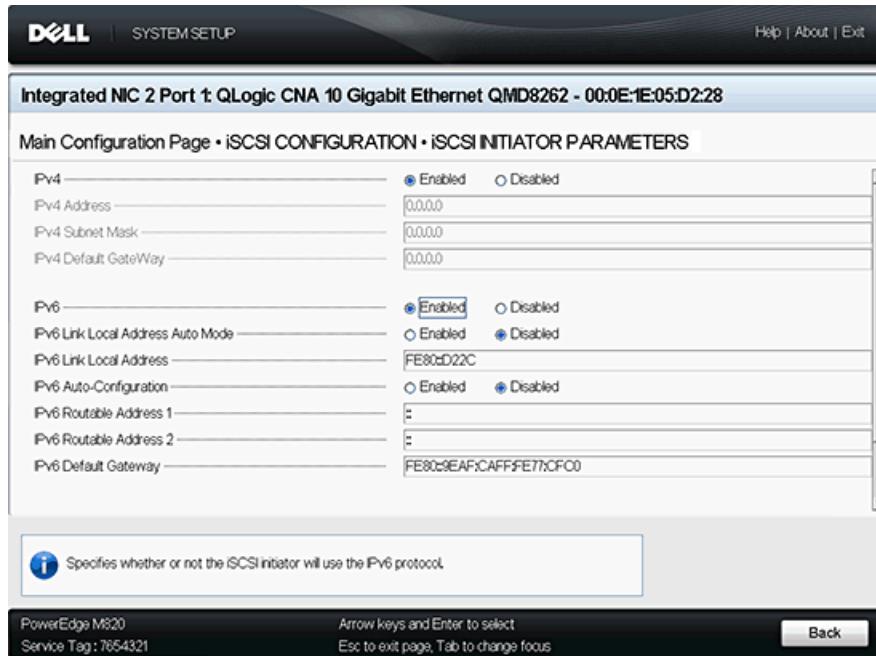 DELL SYSTEM SETUP Help | About | Exit
Integrated NIC 2 Port 1: QLogic CNA 10 Gigabit Ethernet QMD8262 - 00:0E:1E:05:D2:28
Main Configuration Page • iSCSI CONFIGURATION • iSCSI INITIATOR PARAMETERS
IPv4 Enabled Disabled
IPv4 Address 0.0.0.0
IPv4 Subnet Mask 0.0.0.0
IPv4 Default GateWay 0.0.0.0
IPv6 Enabled Disabled
IPv6 Link Local Address Auto Mode Enabled Disabled
IPv6 Link Local Address FE80::D22C
IPv6 Auto-Configuration Enabled Disabled
IPv6 Routable Address 1 ::
IPv6 Routable Address 2 ::
IPv6 Default Gateway FE80::9EAF:CAFF:FE77:CFC0
Specifies whether or not the iSCSI initiator will use the IPv6 protocol.
PowerEdge M820 Arrow keys and Enter to select
Service Tag : 7654321 Esc to exit page, Tab to change focus
Back